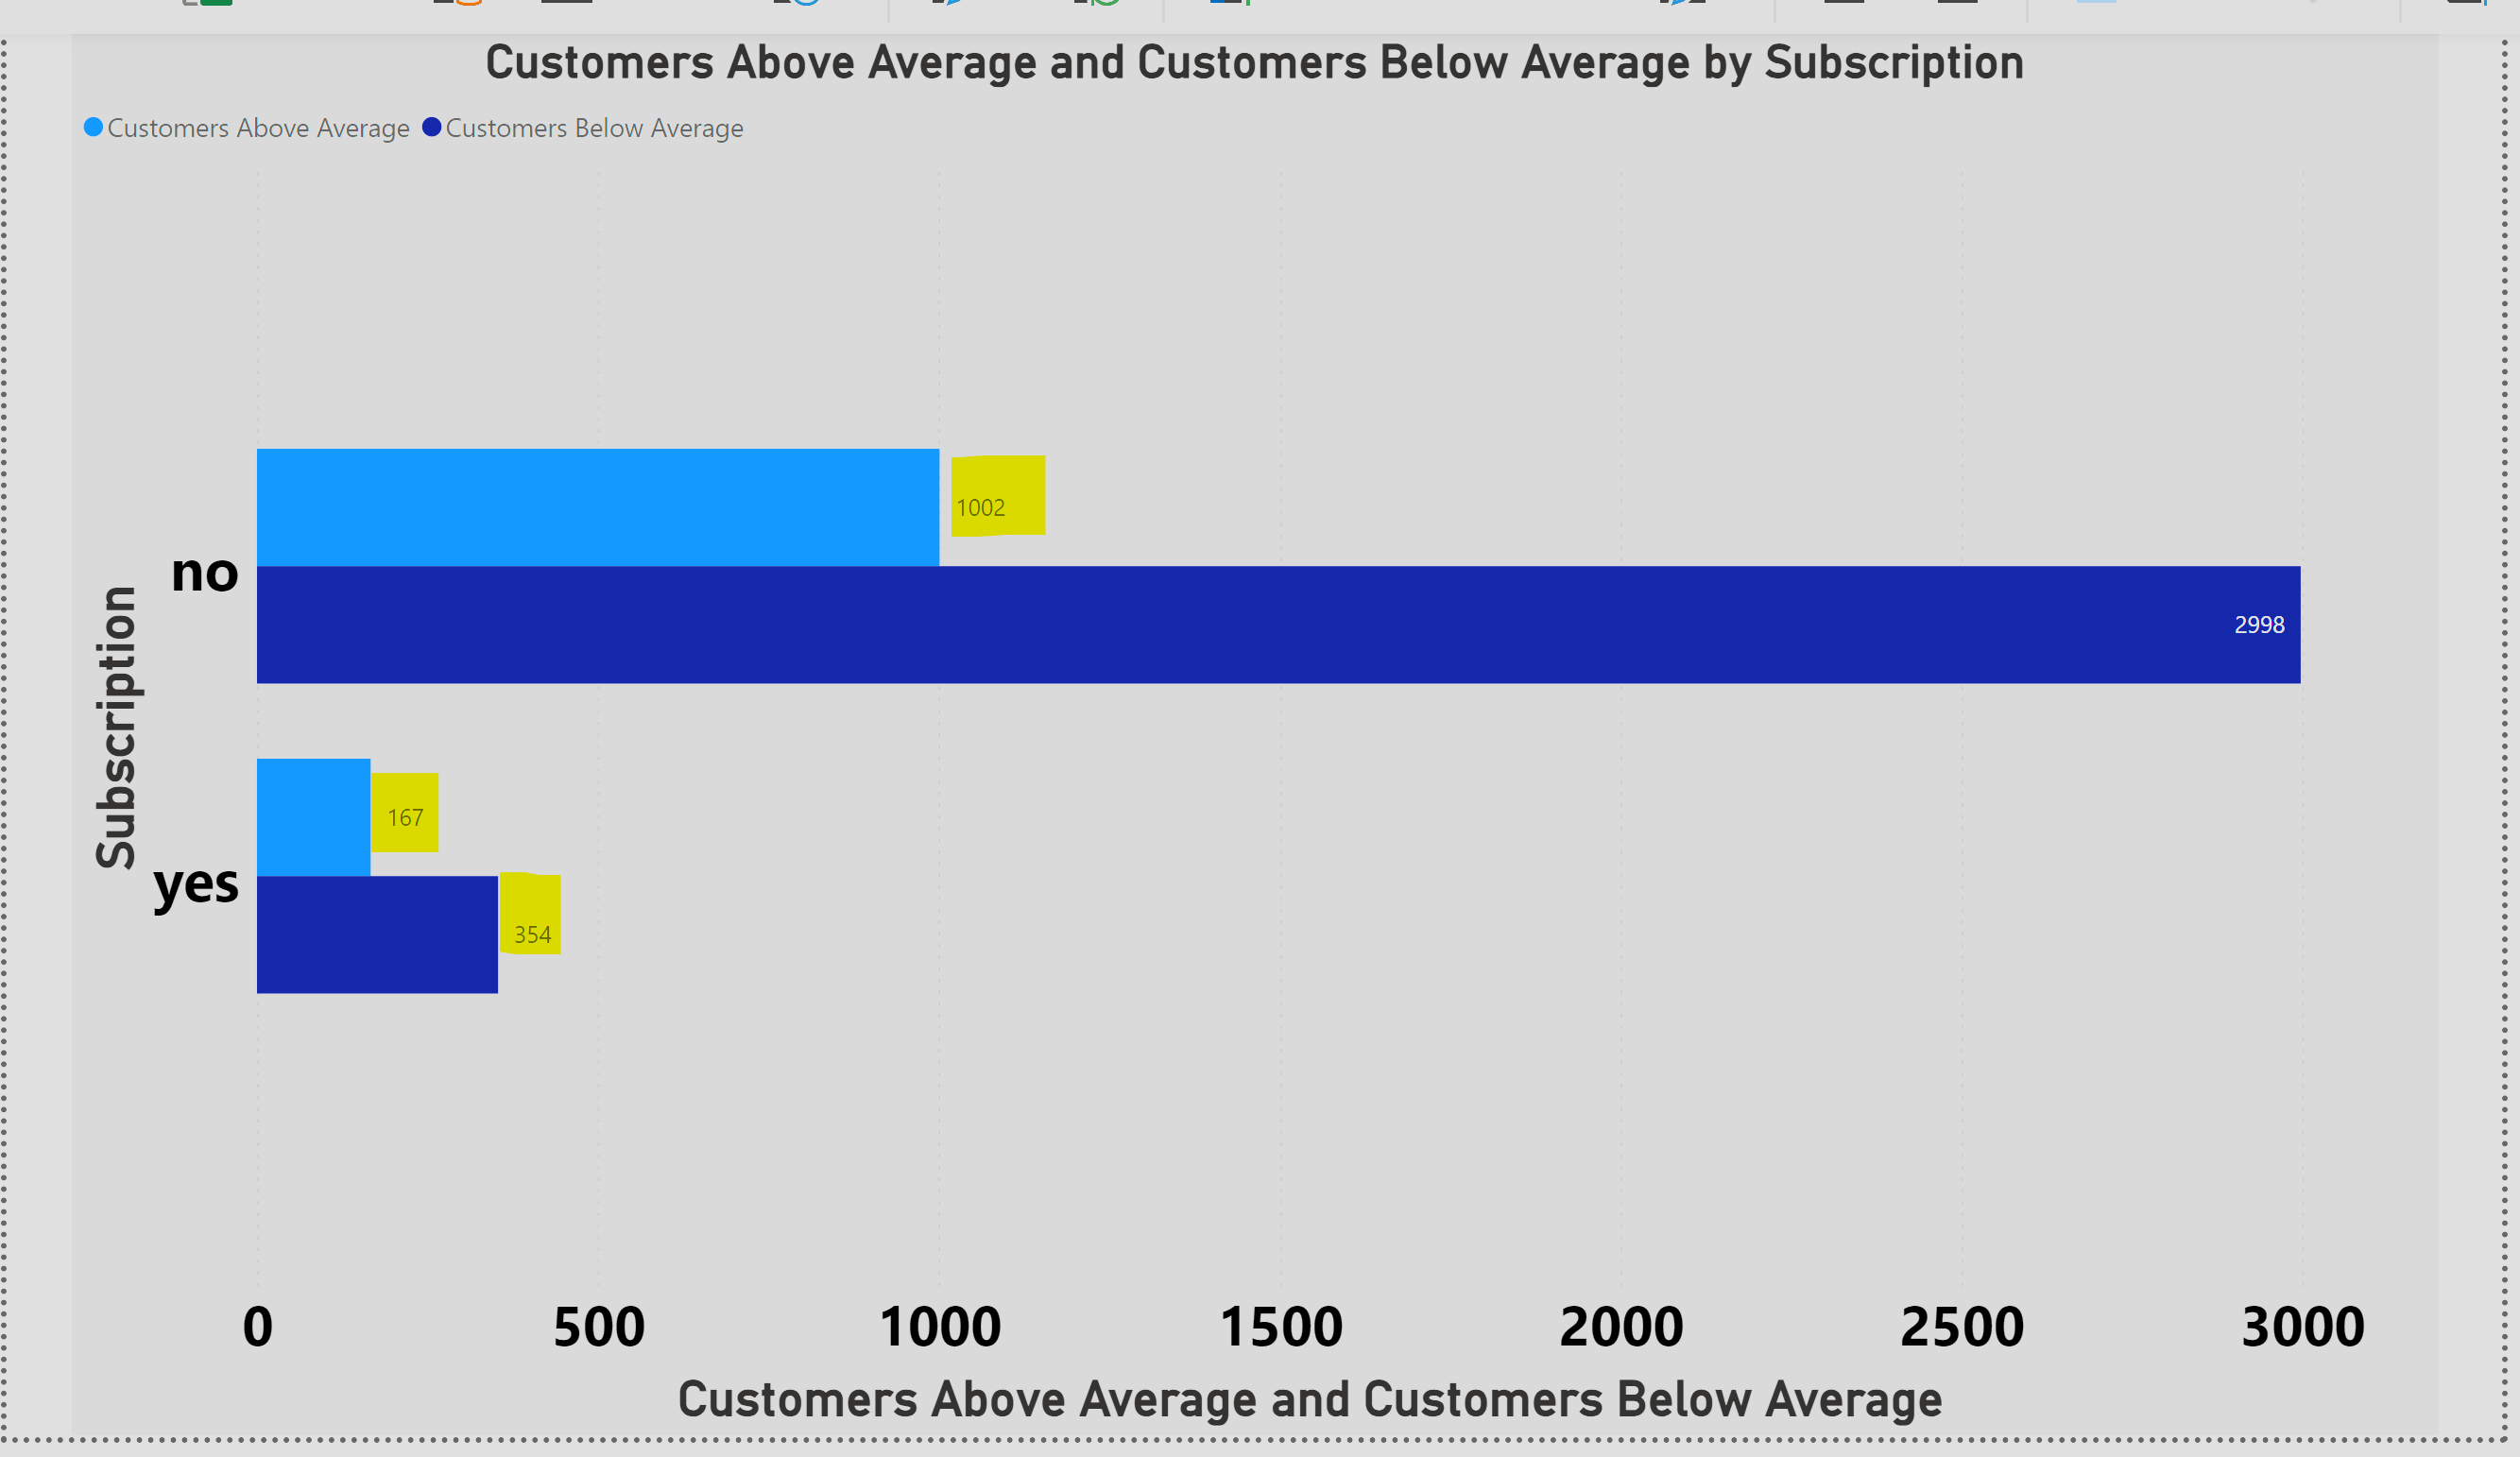 Customers Above Average and Customers Below Average by Subscription
Customers Above Average Customers Below Average
1002
no
2998
Subscription
167
yes
354
0 500 1000 1500 2000 2500 3000
Customers Above Average and Customers Below Average